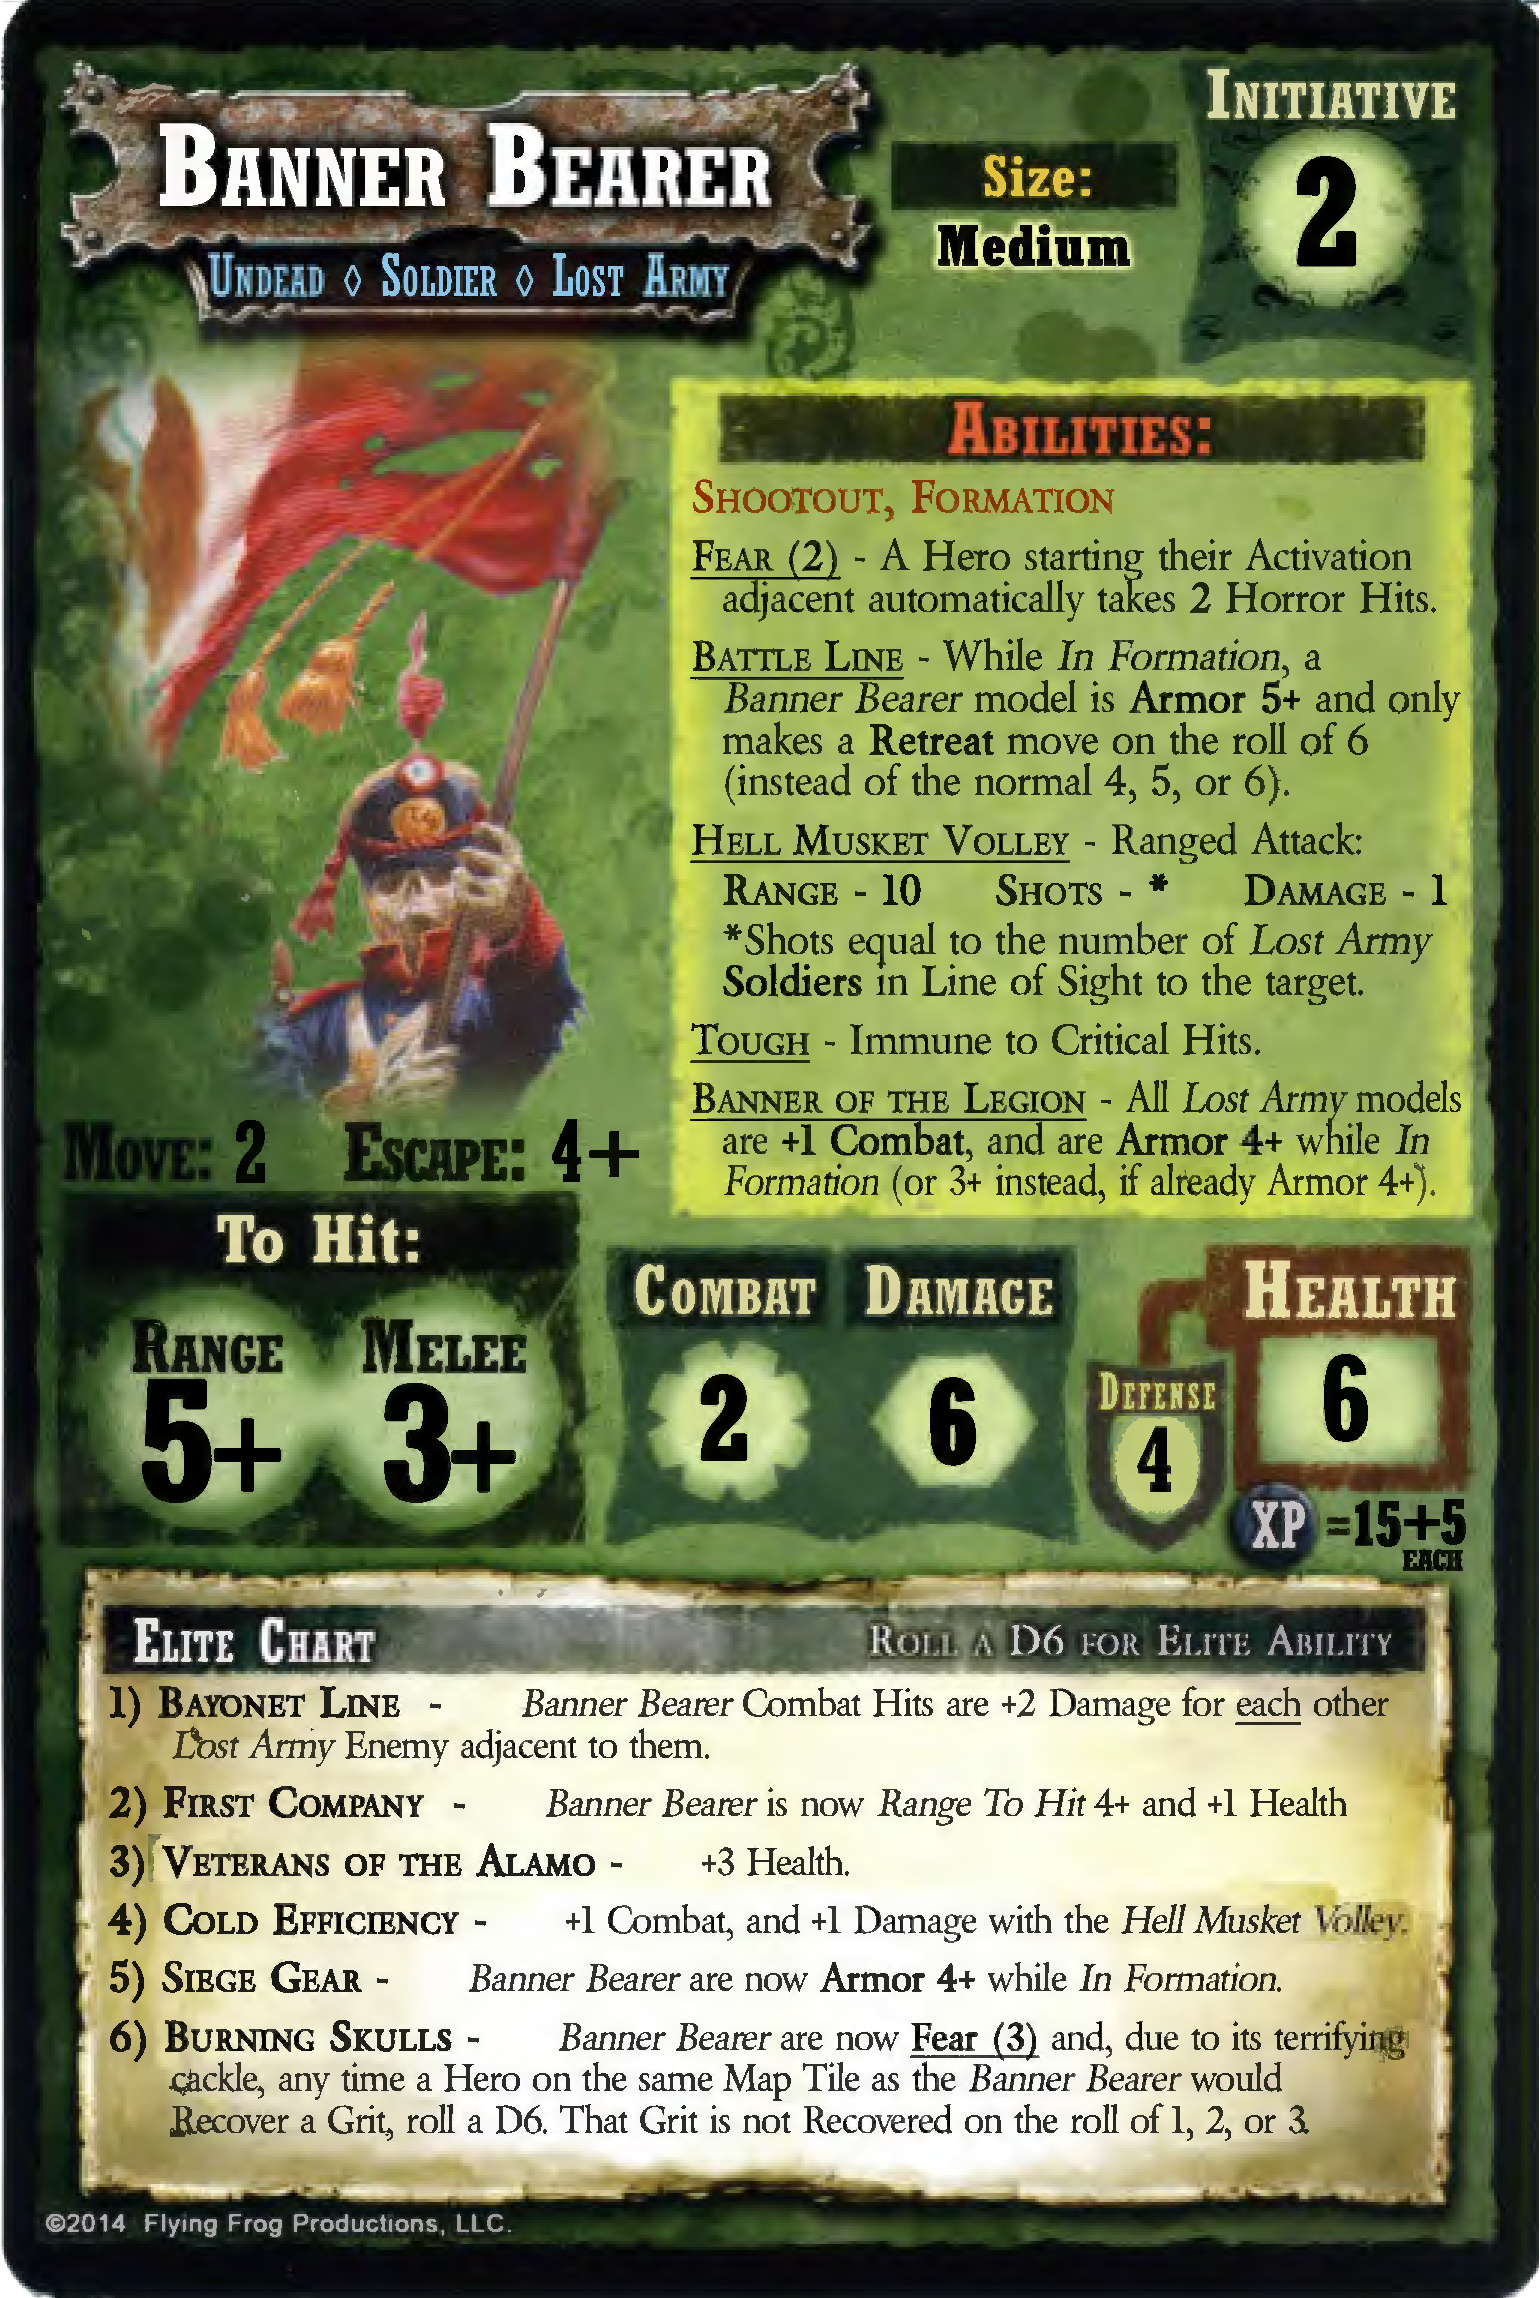 BANNER BEARER
UNDEAD ◊ SOLDIER ◊ LOST ARMY
Size:
Medium
INITIATIVE
2
ABILITIES:
SHOOTOUT, FORMATION
FEAR (2) - A Hero starting their Activation
adjacent automatically takes 2 Horror Hits.
BATTLE LINE - While In Formation, a
Banner Bearer model is Armor 5+ and only
makes a Retreat move on the roll of 6
(instead of the normal 4, 5, or 6).
HELL MUSKET VOLLEY - Ranged Attack:
RANGE - 10 SHOTS - * DAMAGE - 1
*Shots equal to the number of Lost Army
Soldiers in Line of Sight to the target.
TOUGH - Immune to Critical Hits.
BANNER OF THE LEGION - All Lost Army models
are +1 Combat, and are Armor 4+ while In
Formation (or 3+ instead, if already Armor 4+).
MOVE: 2 ESCAPE: 4+
To Hit:
RANGE MELEE
5+ 3+
COMBAT DAMAGE
2 6
DEFENSE
4
HEALTH
6
XP =15+5
EACH
ELITE CHART ROLL A D6 FOR ELITE ABILITY
1) BAYONET LINE - Banner Bearer Combat Hits are +2 Damage for each other
Lost Army Enemy adjacent to them.
2) FIRST COMPANY - Banner Bearer is now Range To Hit 4+ and +1 Health
3) VETERANS OF THE ALAMO - +3 Health.
4) COLD EFFICIENCY - +1 Combat, and +1 Damage with the Hell Musket Volley.
5) SIEGE GEAR - Banner Bearer are now Armor 4+ while In Formation.
6) BURNING SKULLS - Banner Bearer are now Fear (3) and, due to its terrifying
cackle, any time a Hero on the same Map Tile as the Banner Bearer would
Recover a Grit, roll a D6. That Grit is not Recovered on the roll of 1, 2, or 3.
©2014 Flying Frog Productions, LLC.